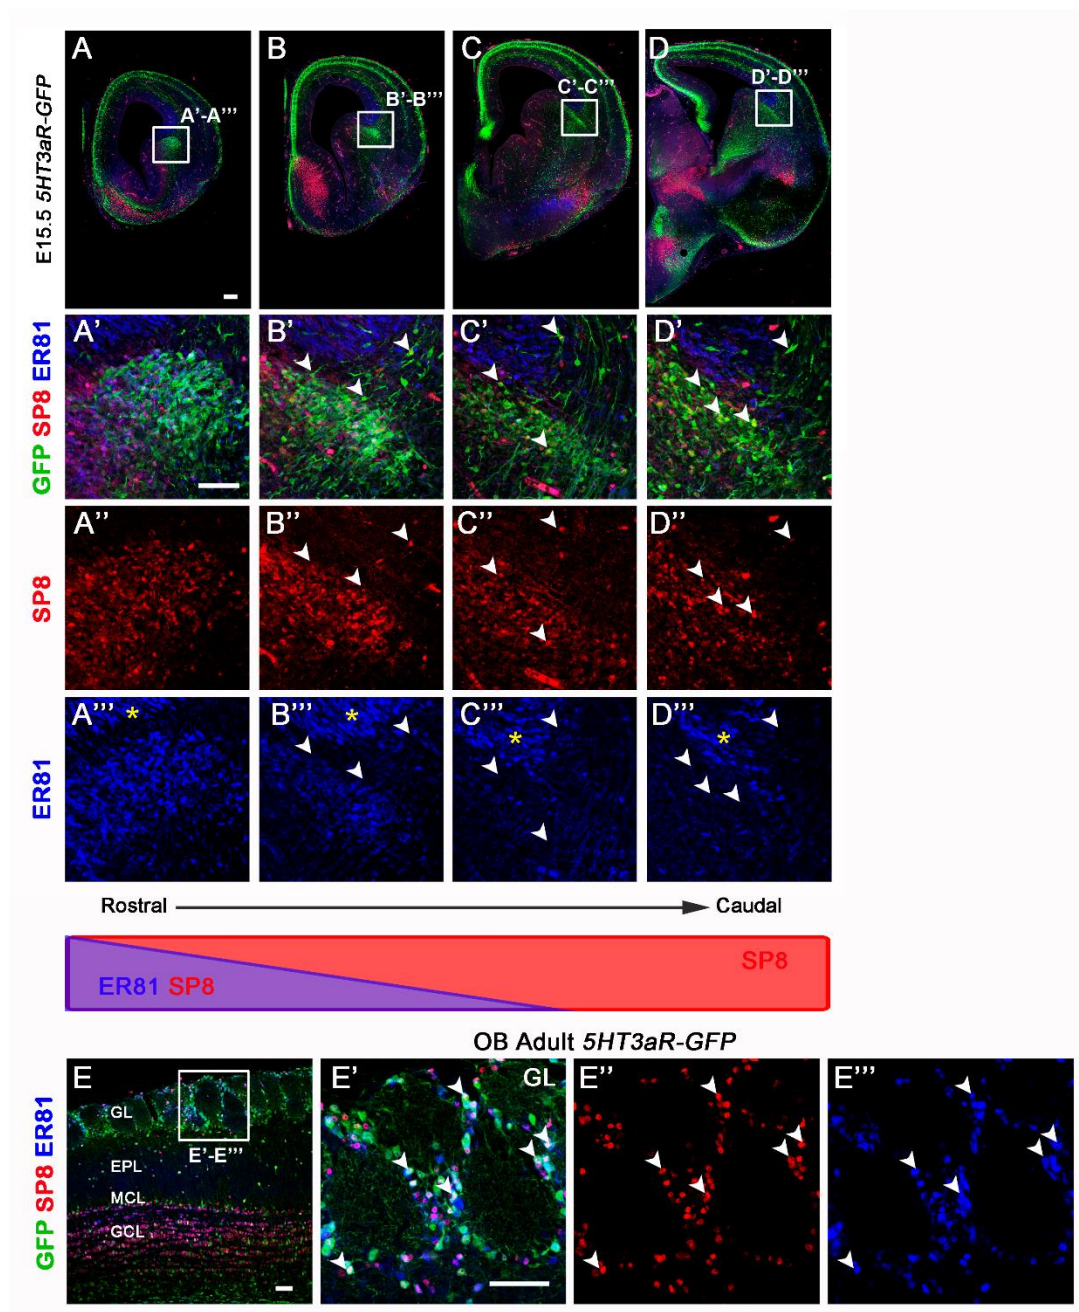 A
B
C
D
A’-A’’’
B’-B’’’
C’-C’’’
D’-D’’’
E15.5 5HT3aR-GFP
A’
B’
C’
D’
GFP SP8 ER81
A’’
B’’
C’’
D’’
SP8
A’’’
B’’’
C’’’
D’’’
*
*
*
*
ER81
Rostral
Caudal
SP8
ER81 SP8
OB Adult 5HT3aR-GFP
E
GL
E’-E’’’
EPL
MCL
GCL
E’
GL
E’’
E’’’
GFP SP8 ER81